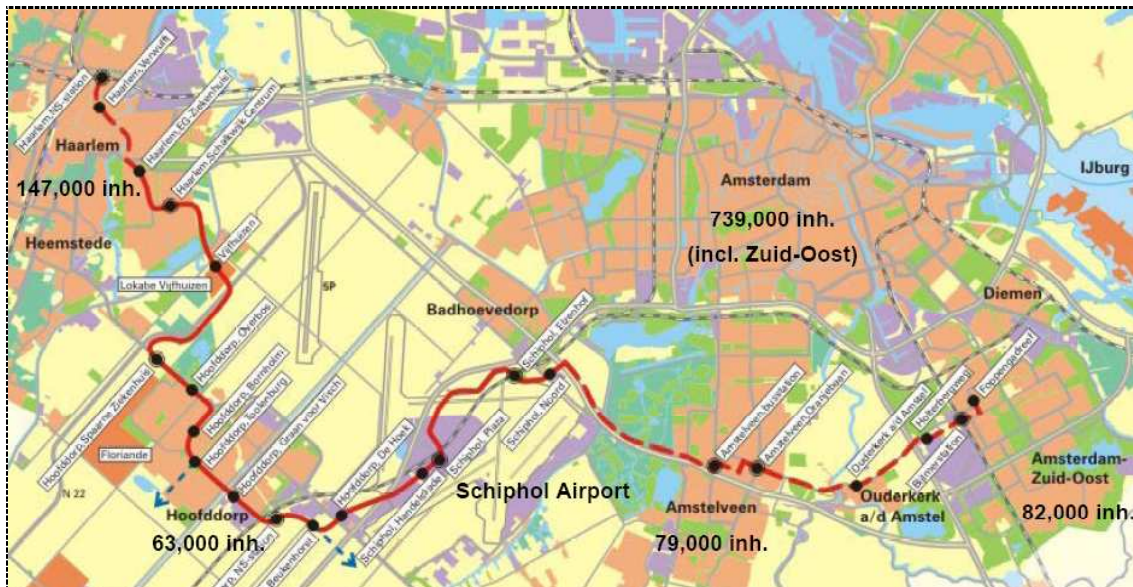 Haarlem, NS-station
Haarlem, Verwulft
Haarlem, EG-Ziekenhuis
Haarlem Schalkwijk Centrum
Haarlem
147,000 inh.
Heemstede
Vijfhuizen
Lokatie Vijfhuizen
SP
Badhoevedorp
Amsterdam
739,000 inh.
(incl. Zuid-Oost)
IJburg
Diemen
Hoofddorp, Spaarne Ziekenhuis
Hoofddorp, Overbos
Hoofddorp, Bornholm
Hoofddorp, Toolenburg
Hoofddorp, Graan voor Visch
Floriande
N 22
Hoofddorp
63,000 inh.
NS-station
Beukenhorst
Hoofddorp, De Hoek
Schiphol, Handelskade
Schiphol, Plaza
Schiphol, Elzenhof
Schiphol, Noord
Schiphol Airport
Amstelveen, busstation
Amstelveen, Oranjebaan
Amstelveen
79,000 inh.
Ouderkerk a/d Amstel
Ouderkerk
a/d Amstel
Holterbergweg
Bijlmerstation
Foppingadreef
Amsterdam-
Zuid-Oost
82,000 inh.